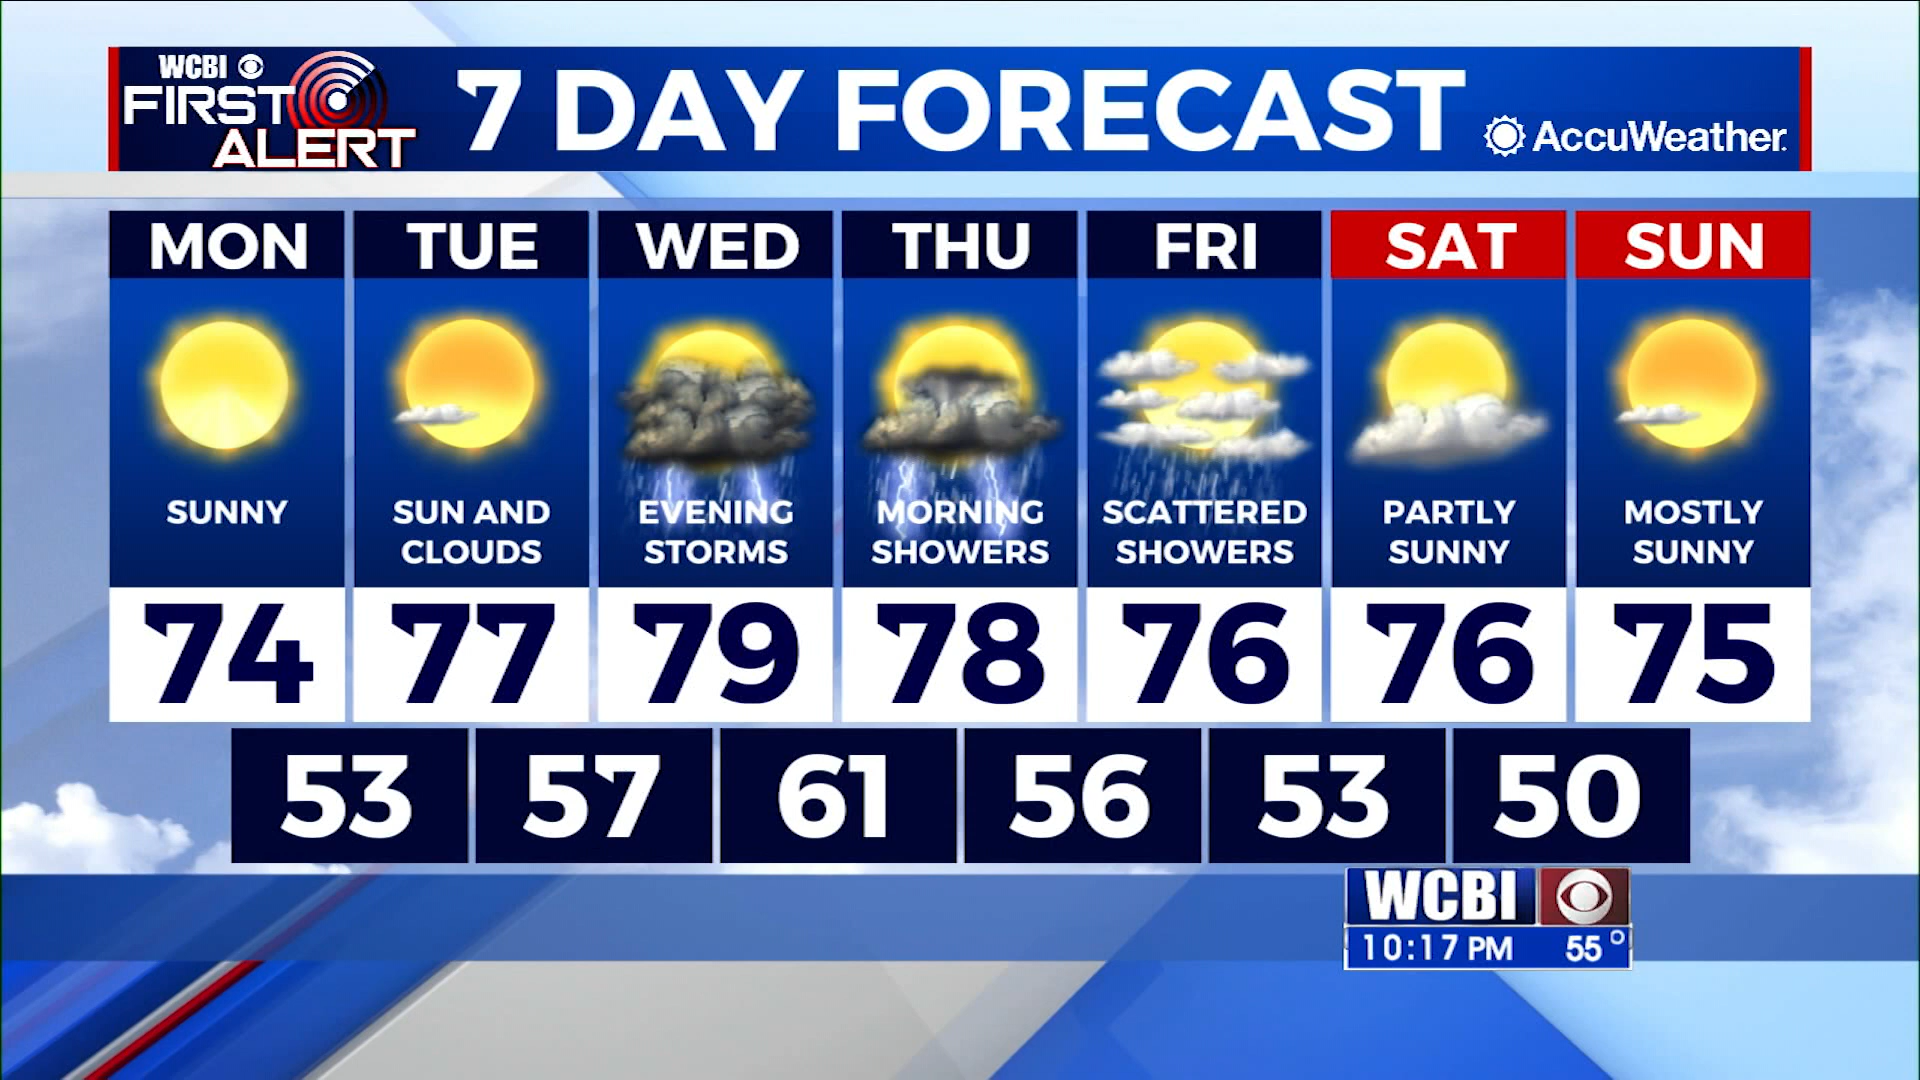 WCBI
FIRST
ALERT
7 DAY FORECAST
AccuWeather.
MON TUE WED THU FRI SAT SUN
SUNNY
SUN AND
CLOUDS
EVENING
STORMS
MORNING
SHOWERS
SCATTERED
SHOWERS
PARTLY
SUNNY
MOSTLY
SUNNY
74 77 79 78 76 76 75
53 57 61 56 53 50
WCBI
10:17 PM 55°